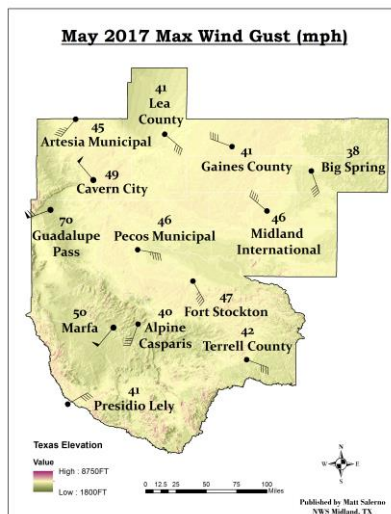 May 2017 Max Wind Gust (mph)
41
Lea
County
45
Artesia Municipal
41
Gaines County
38
Big Spring
49
Cavern City
70
Guadalupe
Pass
46
Pecos Municipal
46
Midland
International
47
Fort Stockton
50
Marfa
40
Alpine
Casparis
42
Terrell County
41
Presidio Lely
Texas Elevation
Value
High : 8750FT
Low : 1800FT
0 12.5 25 50 75 100
Miles
N
W E
S
Published by Matt Salerno
NWS Midland, TX